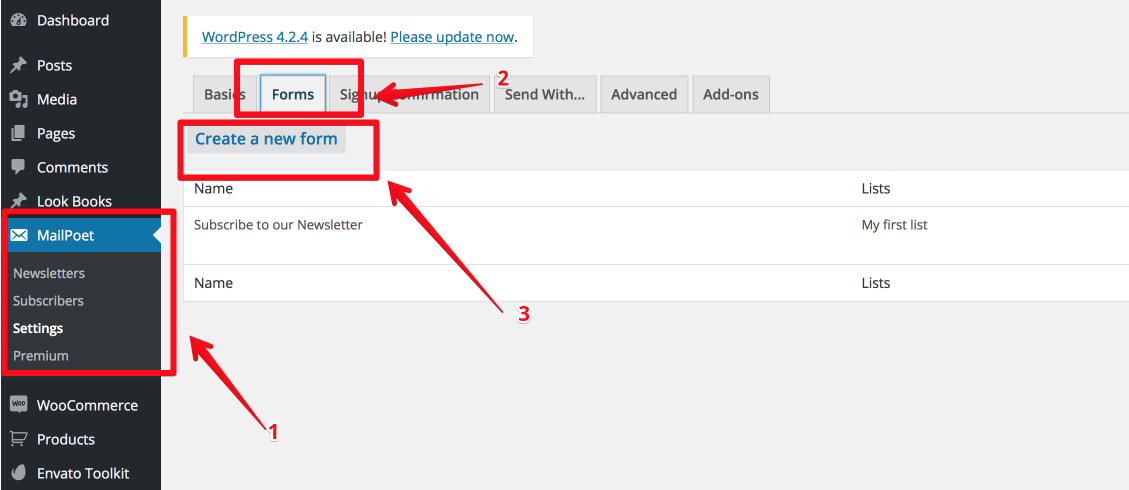 Dashboard
Posts
Media
Pages
Comments
Look Books
MailPoet
Newsletters
Subscribers
Settings
Premium
WooCommerce
Products
Envato Toolkit
WordPress 4.2.4 is available! Please update now.
Basics Forms Signup Confirmation Send With... Advanced Add-ons
2
Create a new form
Name Lists
Subscribe to our Newsletter My first list
Name Lists
3
1